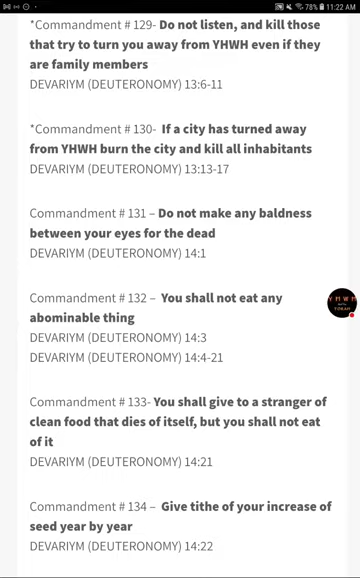 78% 11:22 AM
*Commandment # 129- Do not listen, and kill those
that try to turn you away from YHWH even if they
are family members
DEVARIYM (DEUTERONOMY) 13:6-11
*Commandment # 130- If a city has turned away
from YHWH burn the city and kill all inhabitants
DEVARIYM (DEUTERONOMY) 13:13-17
Commandment # 131 – Do not make any baldness
between your eyes for the dead
DEVARIYM (DEUTERONOMY) 14:1
Commandment # 132 – You shall not eat any
abominable thing
DEVARIYM (DEUTERONOMY) 14:3
DEVARIYM (DEUTERONOMY) 14:4-21
Commandment # 133- You shall give to a stranger of
clean food that dies of itself, but you shall not eat
of it
DEVARIYM (DEUTERONOMY) 14:21
Commandment # 134 – Give tithe of your increase of
seed year by year
DEVARIYM (DEUTERONOMY) 14:22